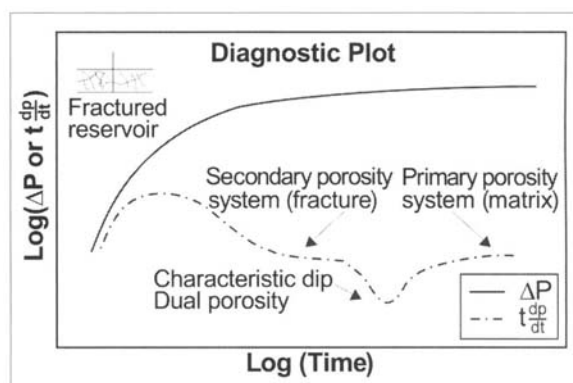 Diagnostic Plot
Fractured
reservoir
Log(ΔP or t dp/dt)
Secondary porosity
system (fracture)
Primary porosity
system (matrix)
Characteristic dip
Dual porosity
ΔP
t dp/dt
Log (Time)